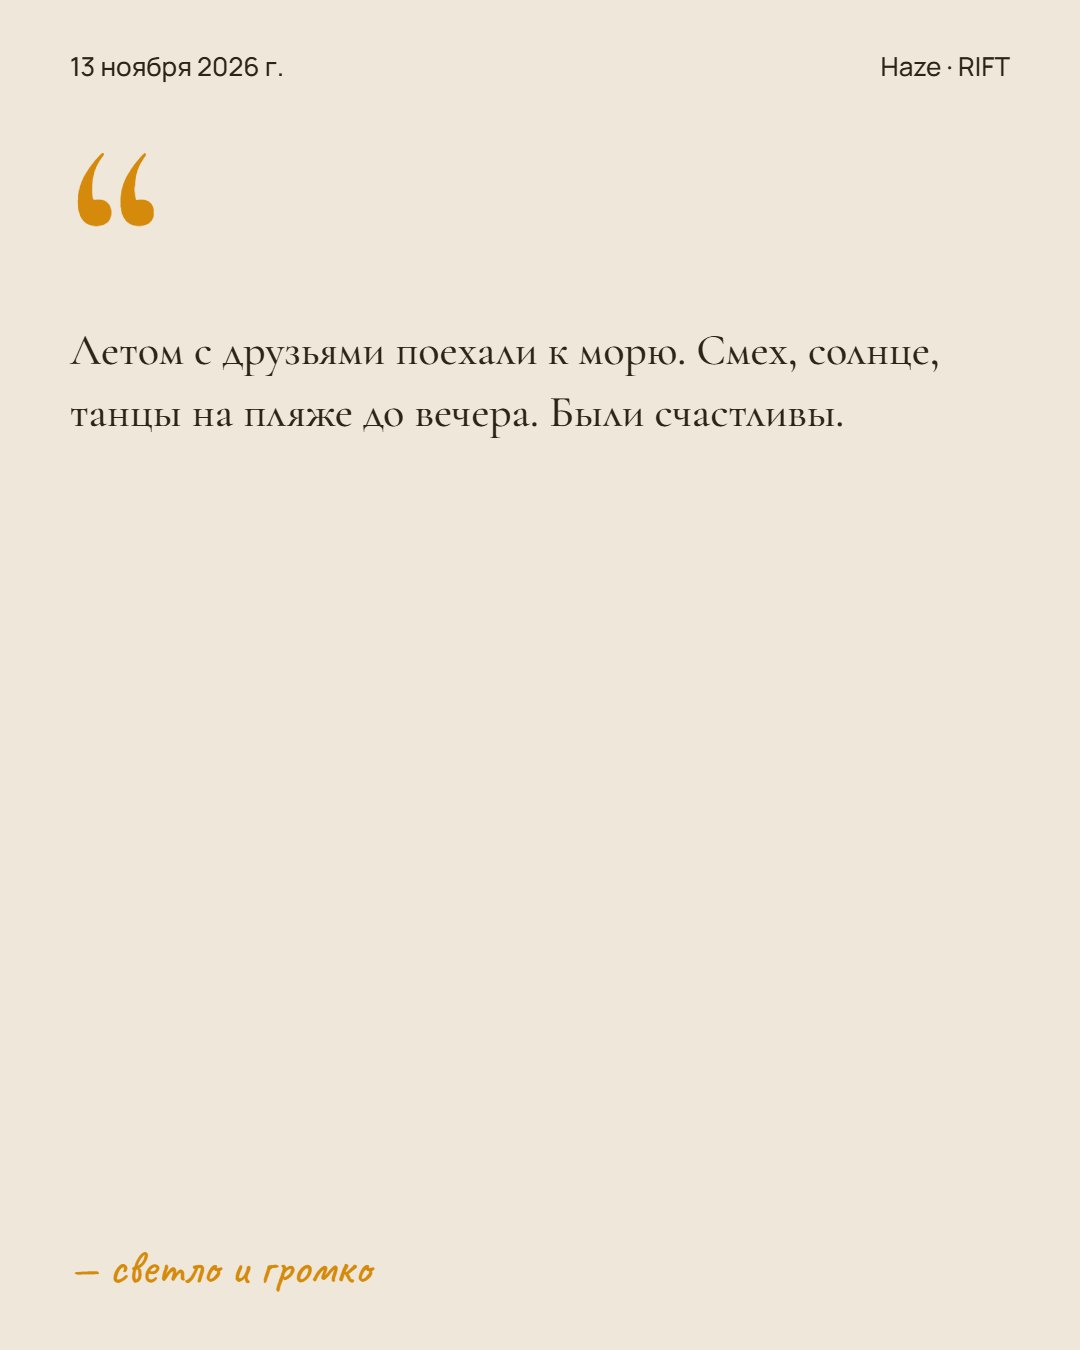 13 ноября 2026 г.
Haze · RIFT
“
Летом с друзьями поехали к морю. Смех, солнце,
танцы на пляже до вечера. Были счастливы.
— светло и громко